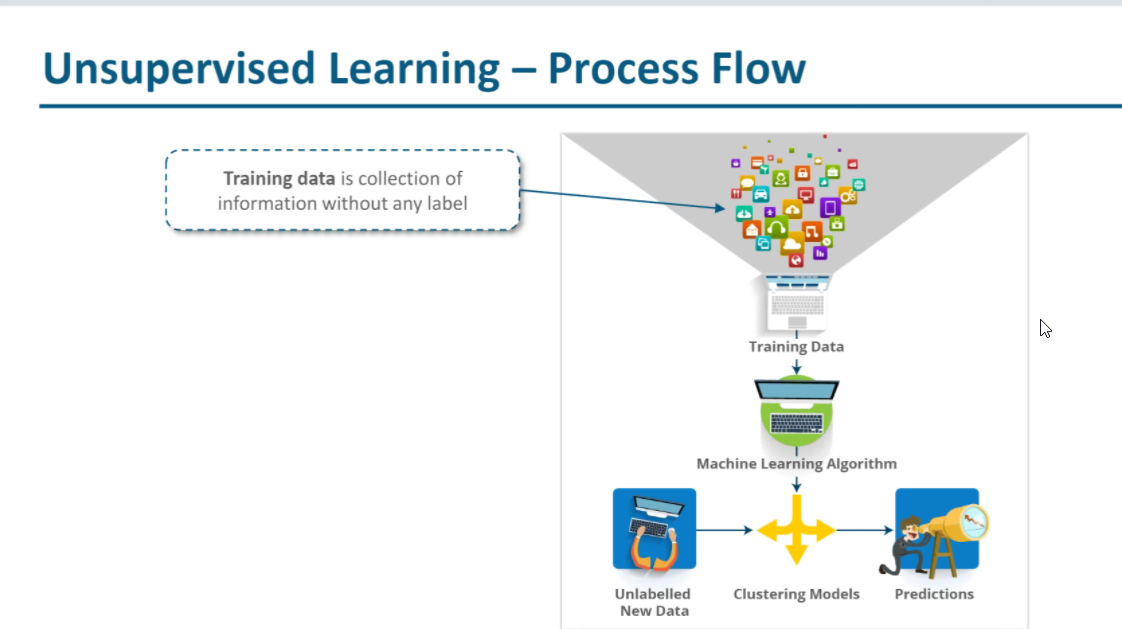 Unsupervised Learning – Process Flow
Training data is collection of
information without any label
Training Data
Machine Learning Algorithm
Unlabelled
New Data
Clustering Models
Predictions